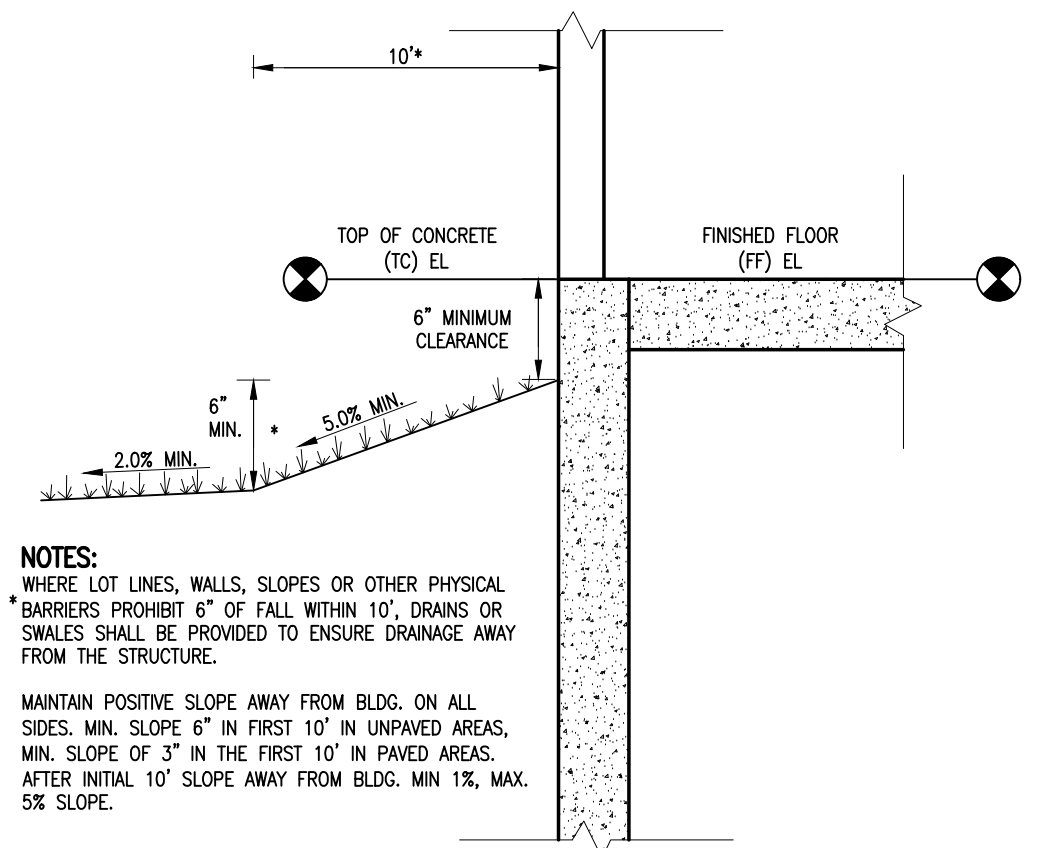 10'*
TOP OF CONCRETE
(TC) EL
FINISHED FLOOR
(FF) EL
6" MINIMUM
CLEARANCE
6"
MIN. *
5.0% MIN.
2.0% MIN.
NOTES:
WHERE LOT LINES, WALLS, SLOPES OR OTHER PHYSICAL
* BARRIERS PROHIBIT 6" OF FALL WITHIN 10', DRAINS OR
SWALES SHALL BE PROVIDED TO ENSURE DRAINAGE AWAY
FROM THE STRUCTURE.
MAINTAIN POSITIVE SLOPE AWAY FROM BLDG. ON ALL
SIDES. MIN. SLOPE 6" IN FIRST 10' IN UNPAVED AREAS,
MIN. SLOPE OF 3" IN THE FIRST 10' IN PAVED AREAS.
AFTER INITIAL 10' SLOPE AWAY FROM BLDG. MIN 1%, MAX.
5% SLOPE.